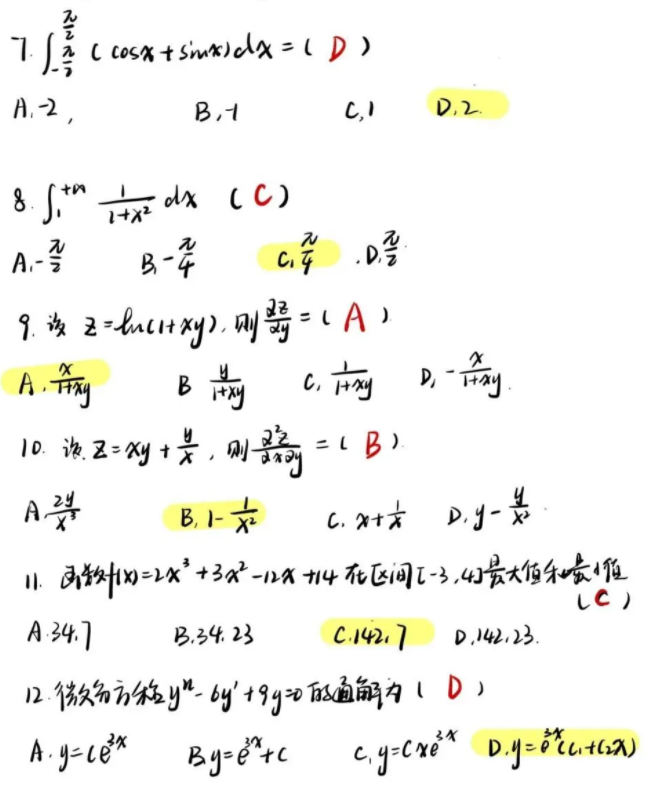 7. ∫_{-π/2}^{π/2} (cosx+sinx)dx=( D )
A.-2, B.-1 C.1 D.2.
8. ∫_1^{+∞} 1/(1+x²) dx ( C )
A.-π/2 B.-π/4 C.π/4 .D.π/2
9. 设 z=ln(1+xy), 则 ∂z/∂y=( A )
A. x/(1+xy) B y/(1+xy) C. 1/(1+xy) D. -x/(1+xy).
10. 设 z=xy+y/x, 则 ∂²z/∂x∂y =( B )
A. 2y/x³ B. 1-1/x² C. x+1/x D. y-y/x².
11. 函数f(x)=2x³+3x²-12x+14 在区间[-3,4]最大值和最小值
( C )
A.34.7 B.34.23 C.142,7 D.142,23.
12. 微分方程y''-6y'+9y=0 的通解为 ( D )
A. y=Ce^{3x} B.y=e^{3x}+C C.y=Cxe^{3x} D.y=e^{3x}(C₁+C₂x)